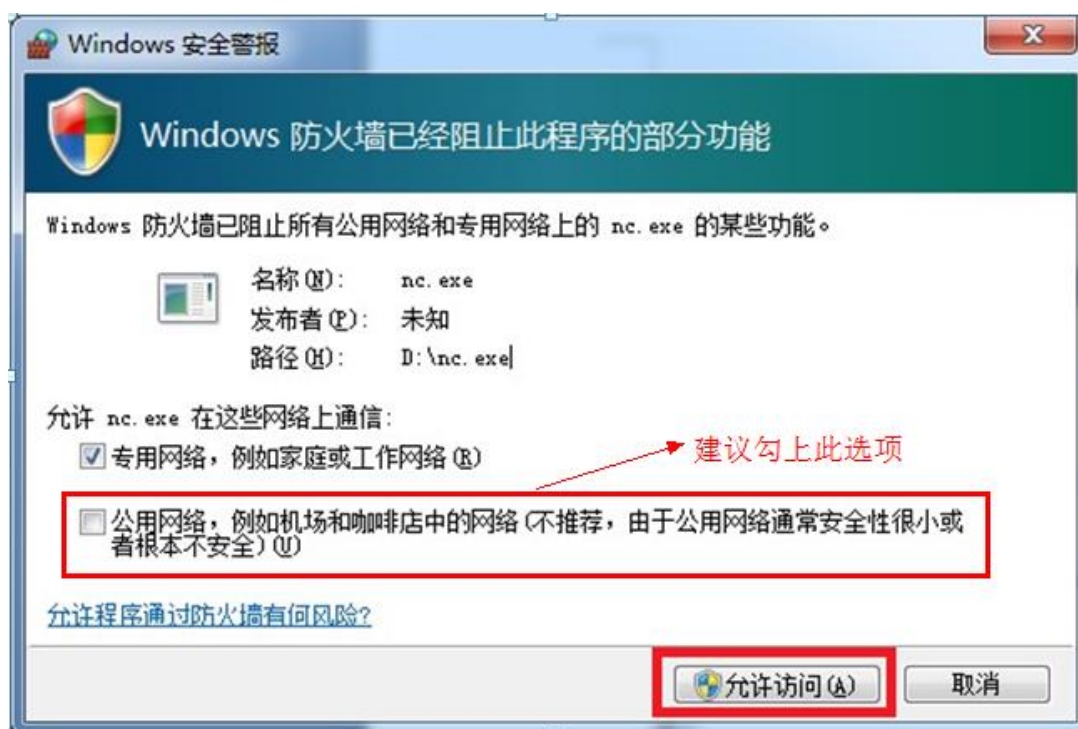 Windows 安全警报
Windows 防火墙已经阻止此程序的部分功能
Windows 防火墙已阻止所有公用网络和专用网络上的 nc.exe 的某些功能。
名称(N): nc.exe
发布者(P): 未知
路径(H): D:\nc.exe
允许 nc.exe 在这些网络上通信:
专用网络，例如家庭或工作网络(R)
建议勾上此选项
公用网络，例如机场和咖啡店中的网络(不推荐，由于公用网络通常安全性很小或
者根本不安全)(U)
允许程序通过防火墙有何风险?
允许访问(A) 取消